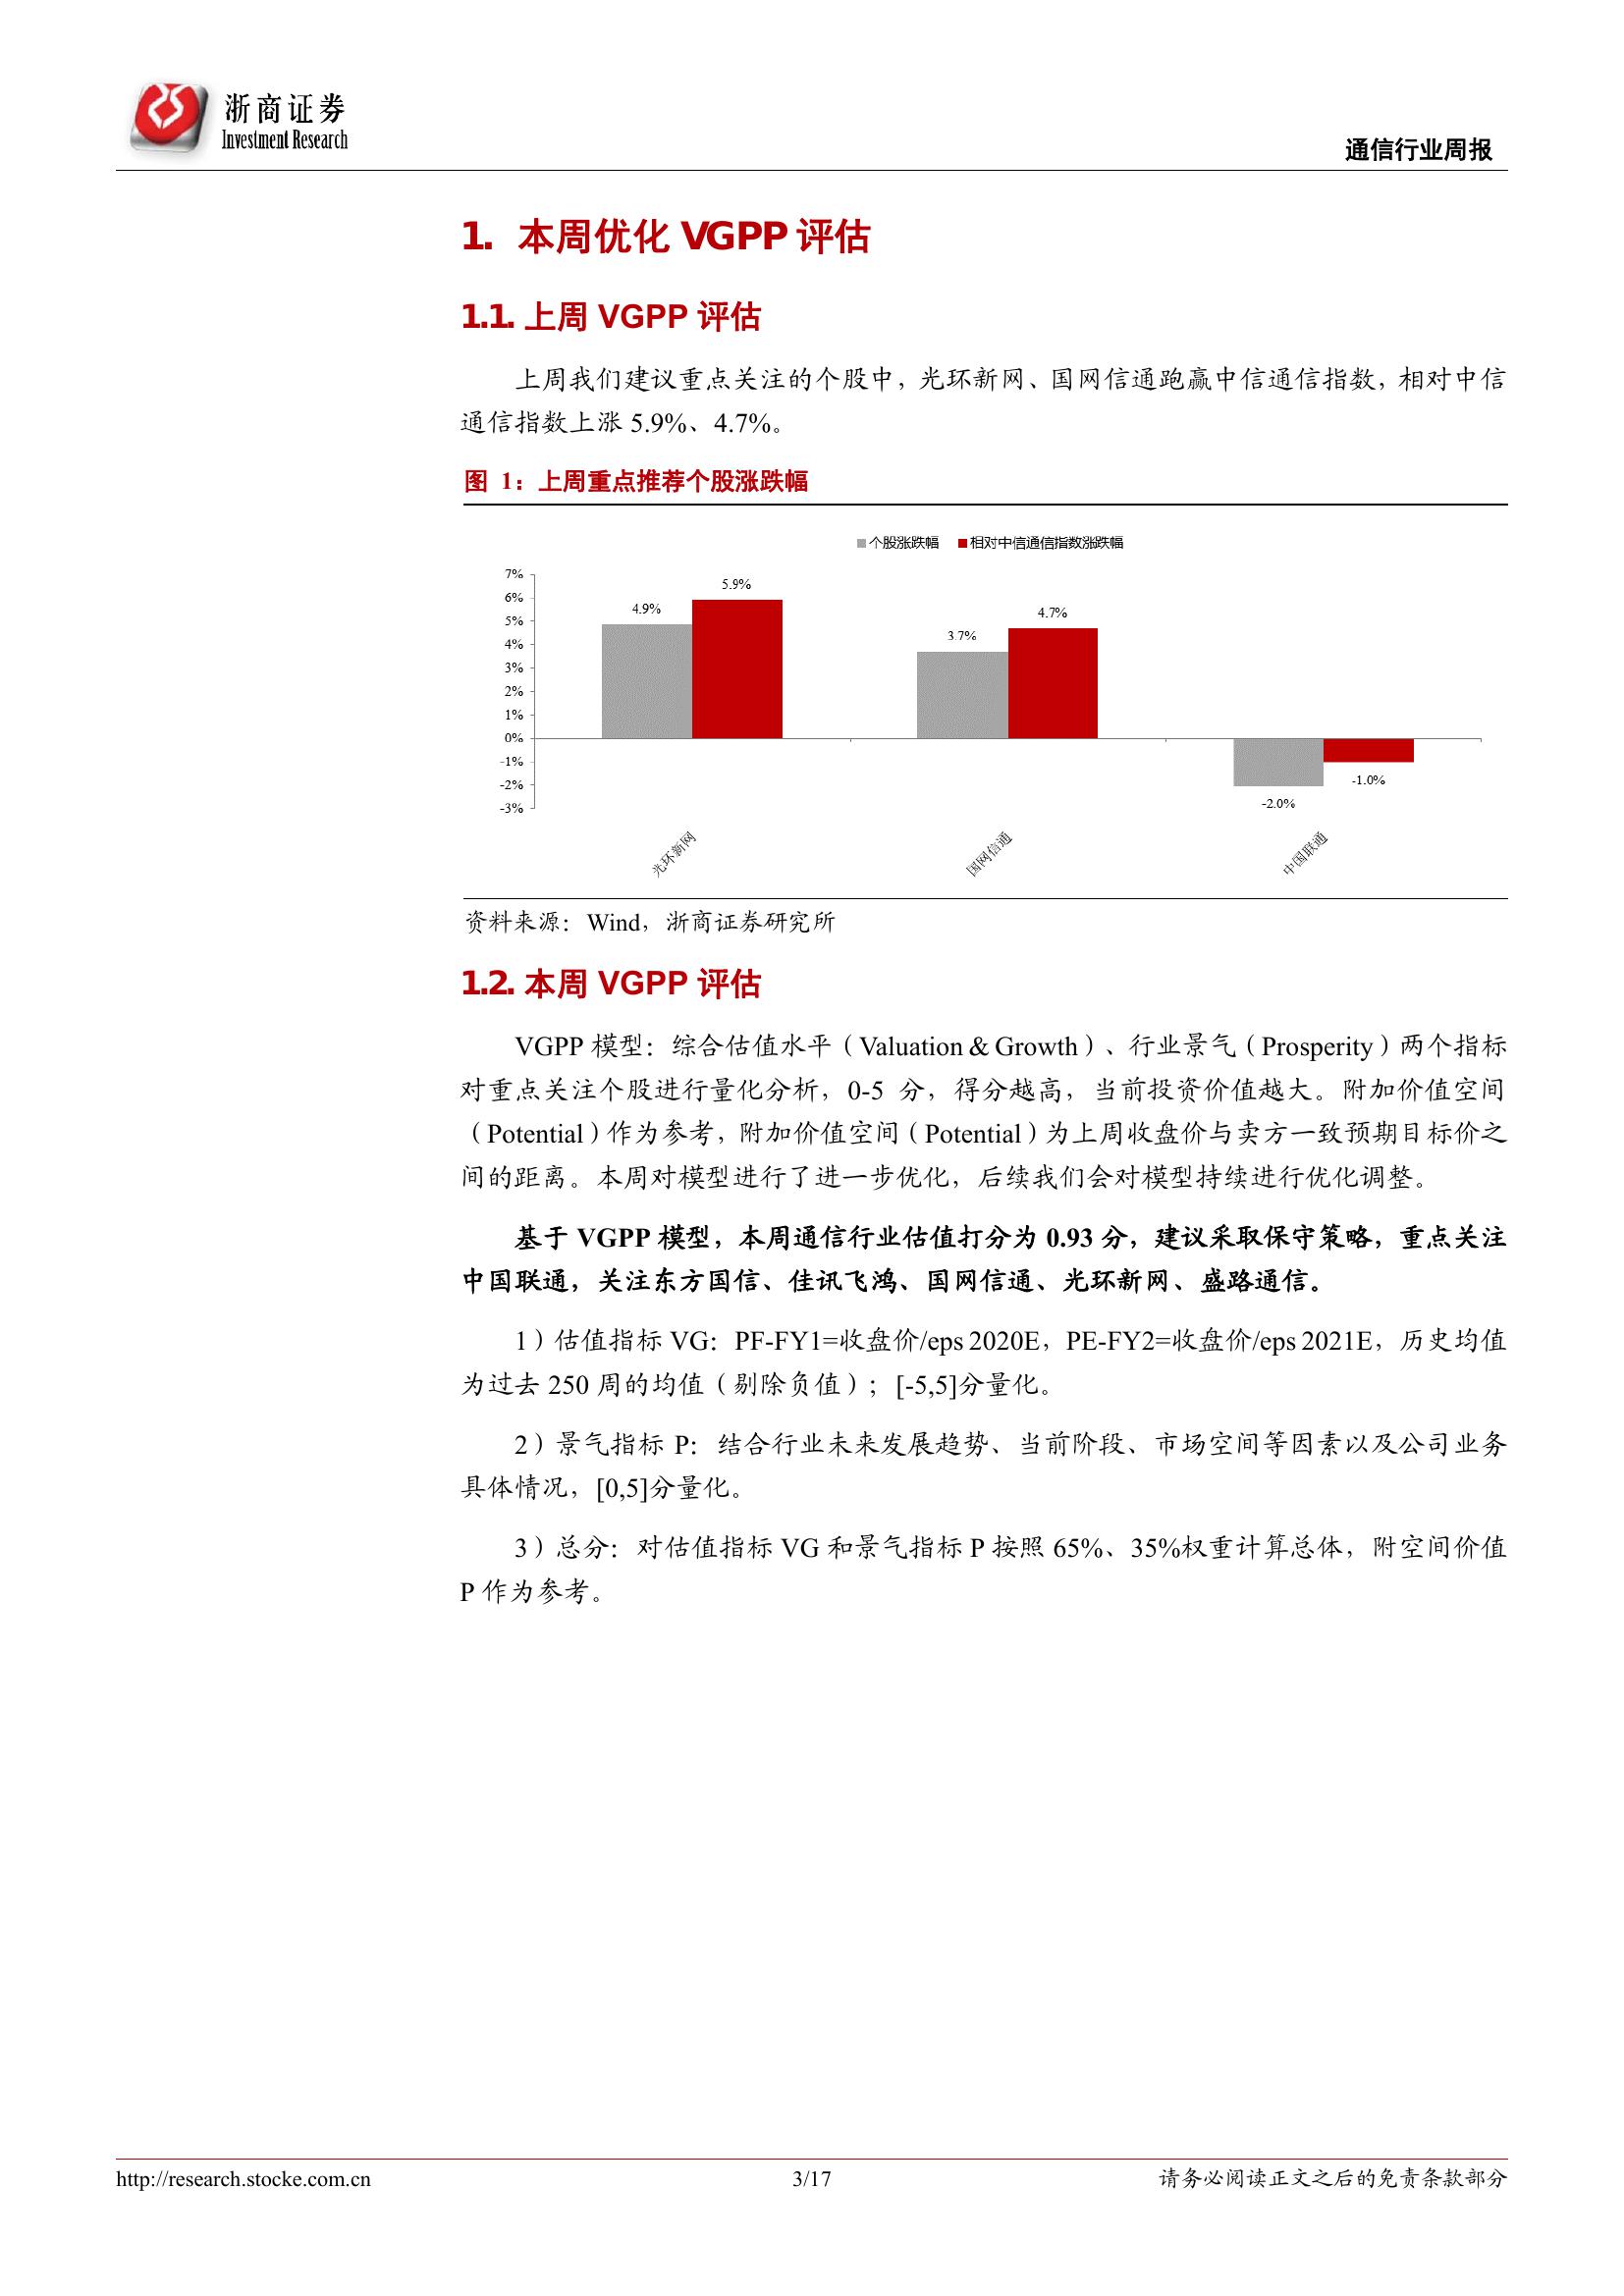 浙商证券
Investment Research
通信行业周报
1. 本周优化 VGPP 评估
1.1. 上周 VGPP 评估
上周我们建议重点关注的个股中，光环新网、国网信通跑赢中信通信指数，相对中信
通信指数上涨 5.9%、4.7%。
图 1：上周重点推荐个股涨跌幅
个股涨跌幅 相对中信通信指数涨跌幅
7%
6%
5%
4%
3%
2%
1%
0%
-1%
-2%
-3%
4.9%
5.9%
3.7%
4.7%
-2.0%
-1.0%
光环新网
国网信通
中国联通
资料来源：Wind，浙商证券研究所
1.2. 本周 VGPP 评估
VGPP 模型：综合估值水平（Valuation & Growth）、行业景气（Prosperity）两个指标
对重点关注个股进行量化分析，0-5 分，得分越高，当前投资价值越大。附加价值空间
（Potential）作为参考，附加价值空间（Potential）为上周收盘价与卖方一致预期目标价之
间的距离。本周对模型进行了进一步优化，后续我们会对模型持续进行优化调整。
基于 VGPP 模型，本周通信行业估值打分为 0.93 分，建议采取保守策略，重点关注
中国联通，关注东方国信、佳讯飞鸿、国网信通、光环新网、盛路通信。
1）估值指标 VG：PF-FY1=收盘价/eps 2020E，PE-FY2=收盘价/eps 2021E，历史均值
为过去 250 周的均值（剔除负值）；[-5,5]分量化。
2）景气指标 P：结合行业未来发展趋势、当前阶段、市场空间等因素以及公司业务
具体情况，[0,5]分量化。
3）总分：对估值指标 VG 和景气指标 P 按照 65%、35%权重计算总体，附空间价值
P 作为参考。
http://research.stocke.com.cn
3/17
请务必阅读正文之后的免责条款部分